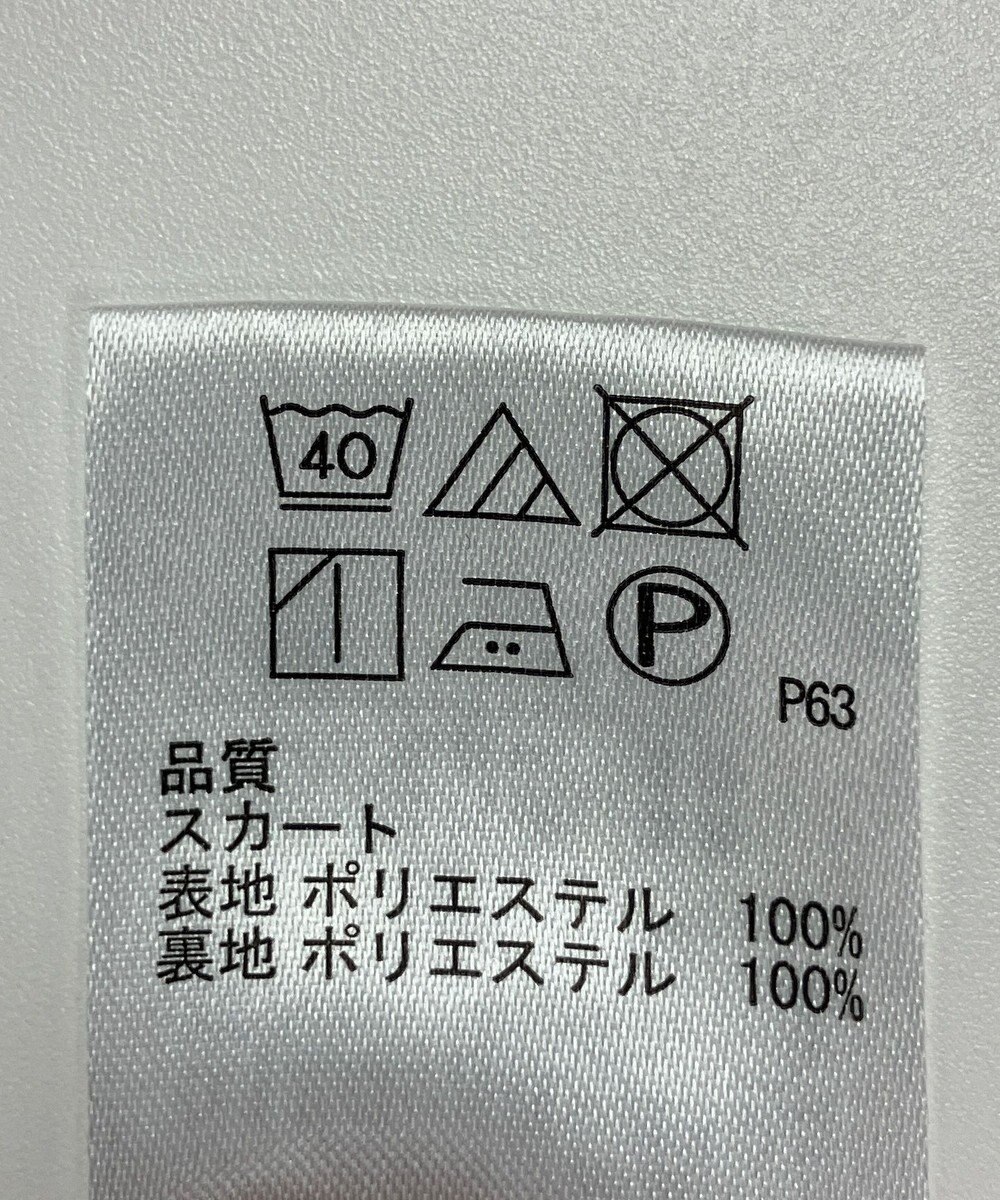 40
P
P63
品質
スカート
表地 ポリエステル 100%
裏地 ポリエステル 100%